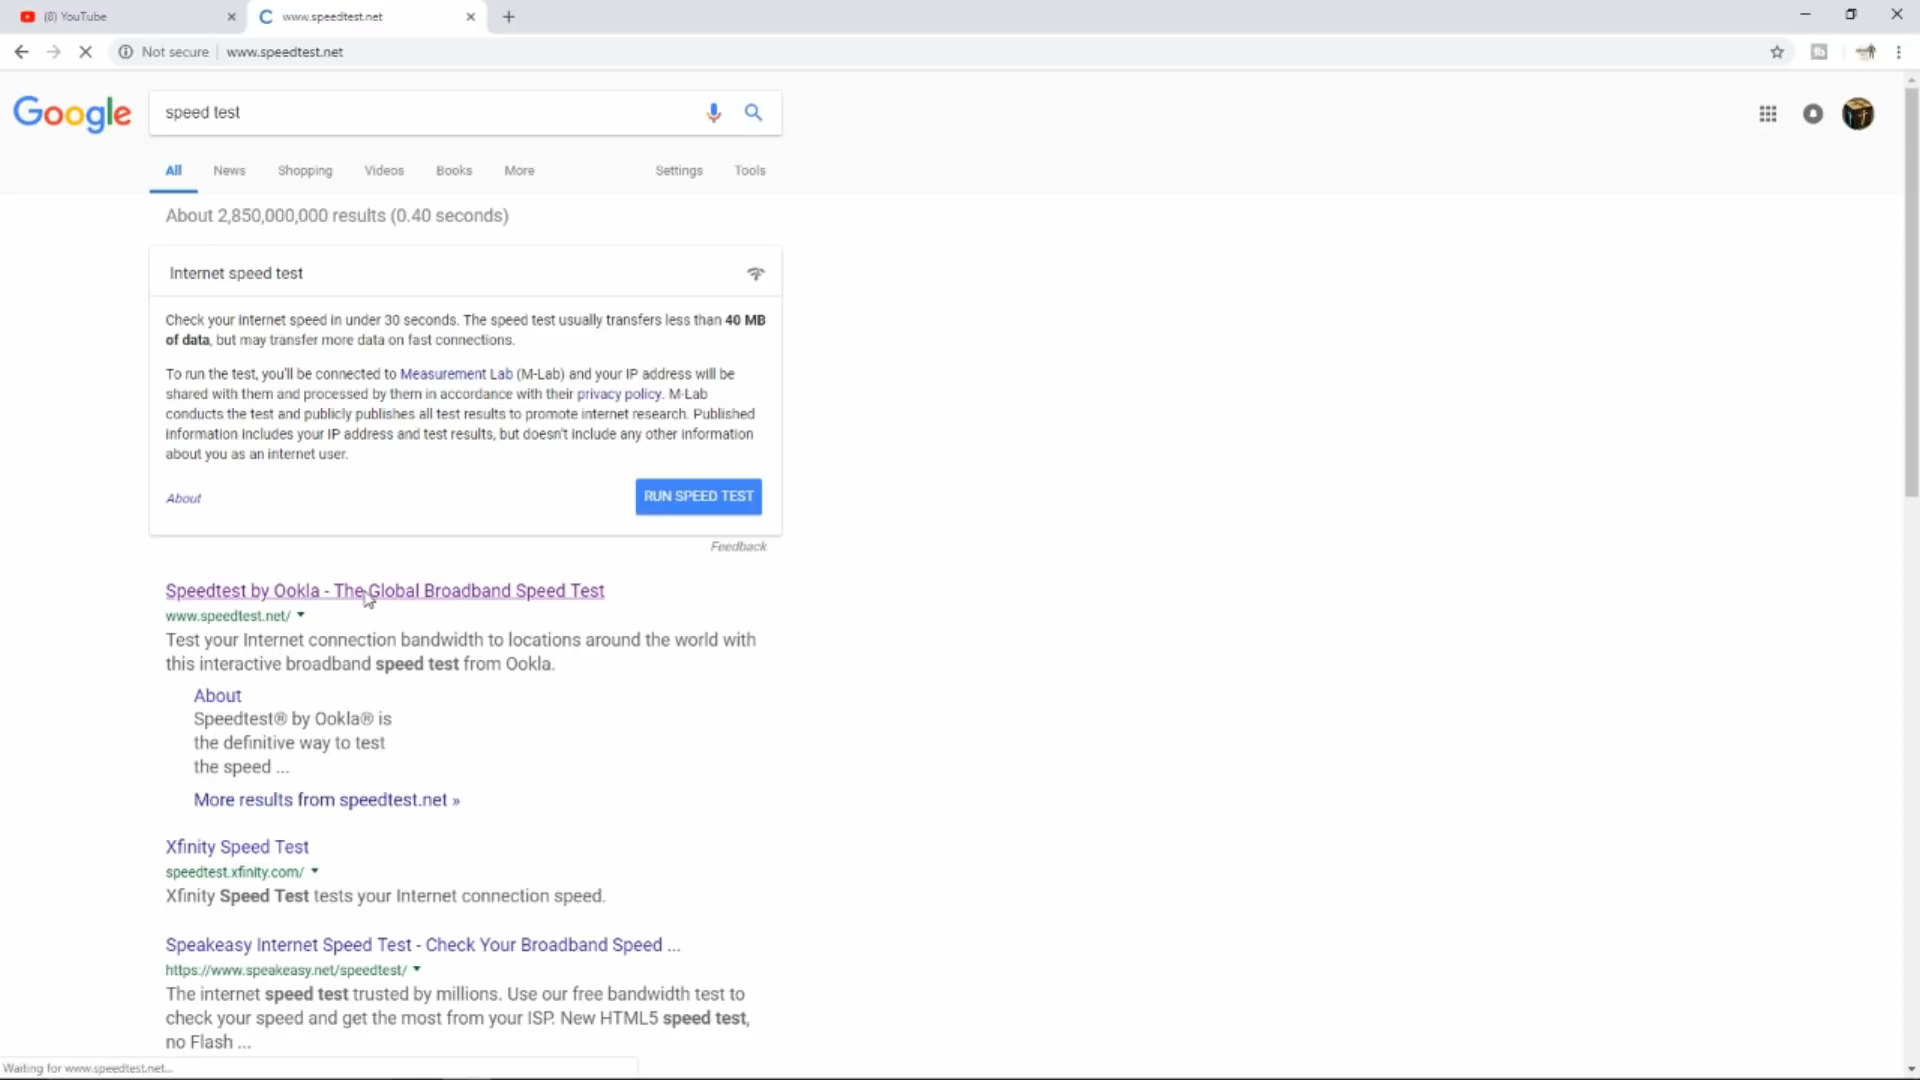 (8) YouTube
www.speedtest.net
Not secure
www.speedtest.net
Google
speed test
All News Shopping Videos Books More Settings Tools
About 2,850,000,000 results (0.40 seconds)
Internet speed test
Check your internet speed in under 30 seconds. The speed test usually transfers less than 40 MB
of data, but may transfer more data on fast connections.
To run the test, you'll be connected to Measurement Lab (M-Lab) and your IP address will be
shared with them and processed by them in accordance with their privacy policy. M-Lab
conducts the test and publicly publishes all test results to promote internet research. Published
information includes your IP address and test results, but doesn't include any other information
about you as an internet user.
About
RUN SPEED TEST
Feedback
Speedtest by Ookla - The Global Broadband Speed Test
www.speedtest.net/
Test your Internet connection bandwidth to locations around the world with
this interactive broadband speed test from Ookla.
About
Speedtest® by Ookla® is
the definitive way to test
the speed ...
More results from speedtest.net »
Xfinity Speed Test
speedtest.xfinity.com/
Xfinity Speed Test tests your Internet connection speed.
Speakeasy Internet Speed Test - Check Your Broadband Speed ...
https://www.speakeasy.net/speedtest/
The internet speed test trusted by millions. Use our free bandwidth test to
check your speed and get the most from your ISP. New HTML5 speed test,
no Flash ...
Waiting for www.speedtest.net...